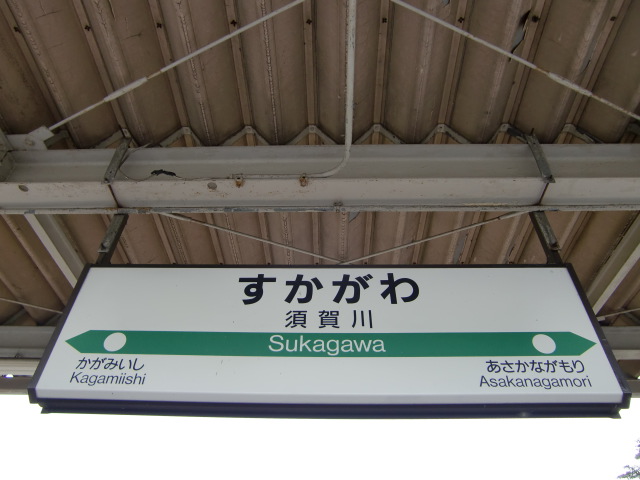 すかがわ
須賀川
Sukagawa
かがみいし
Kagamiishi
あさかながもり
Asakanagamori